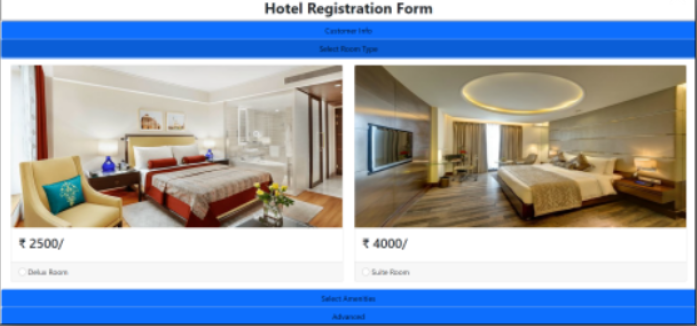 Hotel Registration Form
Customer Info
Select Room Type
₹ 2500/
₹ 4000/
Delux Room
Suite Room
Select Amenities
Advanced